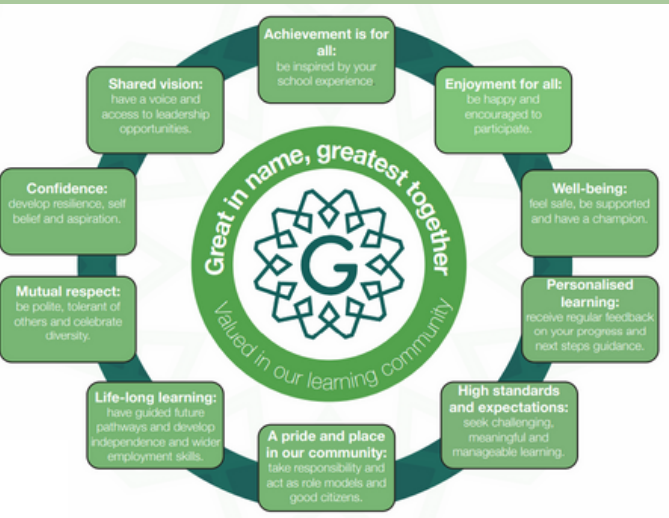 Achievement is for
all:
be inspired by your
school experience.
Enjoyment for all:
be happy and
encouraged to
participate.
Well-being:
feel safe, be supported
and have a champion.
Personalised
learning:
receive regular feedback
on your progress and
next steps guidance.
High standards
and expectations:
seek challenging,
meaningful and
manageable learning.
A pride and place
in our community:
take responsibility and
act as role models and
good citizens.
Life-long learning:
have guided future
pathways and develop
independence and wider
employment skills.
Mutual respect:
be polite, tolerant of
others and celebrate
diversity.
Confidence:
develop resilience, self
belief and aspiration.
Shared vision:
have a voice and
access to leadership
opportunities.
Great in name, greatest together
G
Valued in our learning community